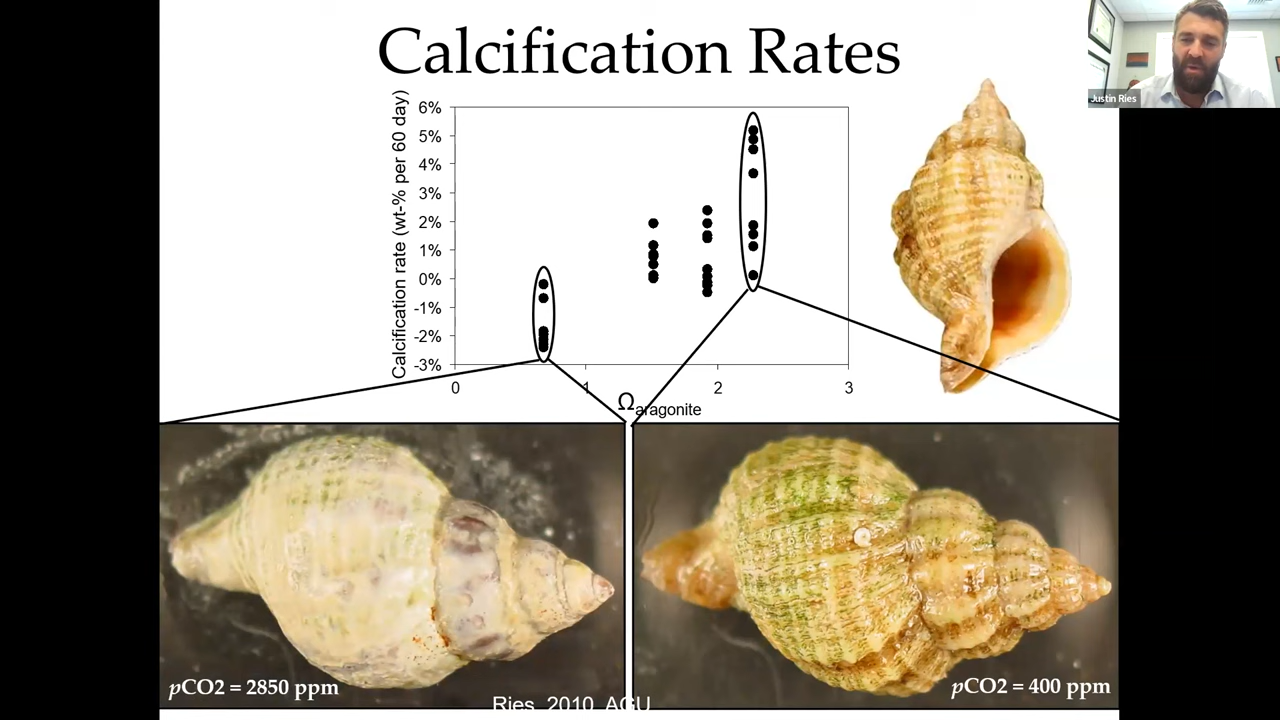 Calcification Rates
Justin Ries
Calcification rate (wt-% per 60 day)
6%
5%
4%
3%
2%
1%
0%
-1%
-2%
-3%
0 1 2 3
Ωaragonite
pCO2 = 2850 ppm
pCO2 = 400 ppm
Ries 2010 AGU